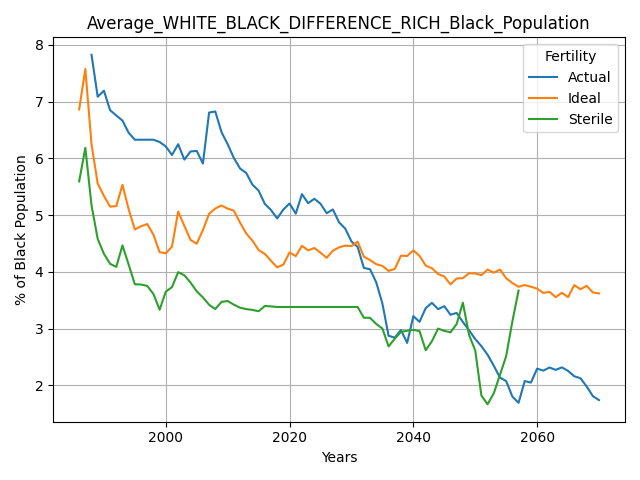 Average_WHITE_BLACK_DIFFERENCE_RICH_Black_Population
Fertility
Actual
Ideal
Sterile
% of Black Population
8
7
6
5
4
3
2
2000
2020
2040
2060
Years